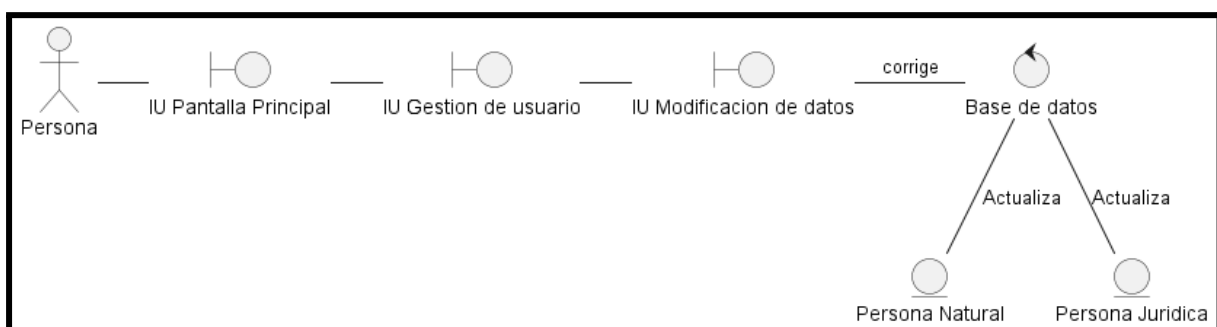 corrige
IU Pantalla Principal
IU Gestion de usuario
IU Modificacion de datos
Base de datos
Persona
Actualiza
Actualiza
Persona Natural
Persona Juridica